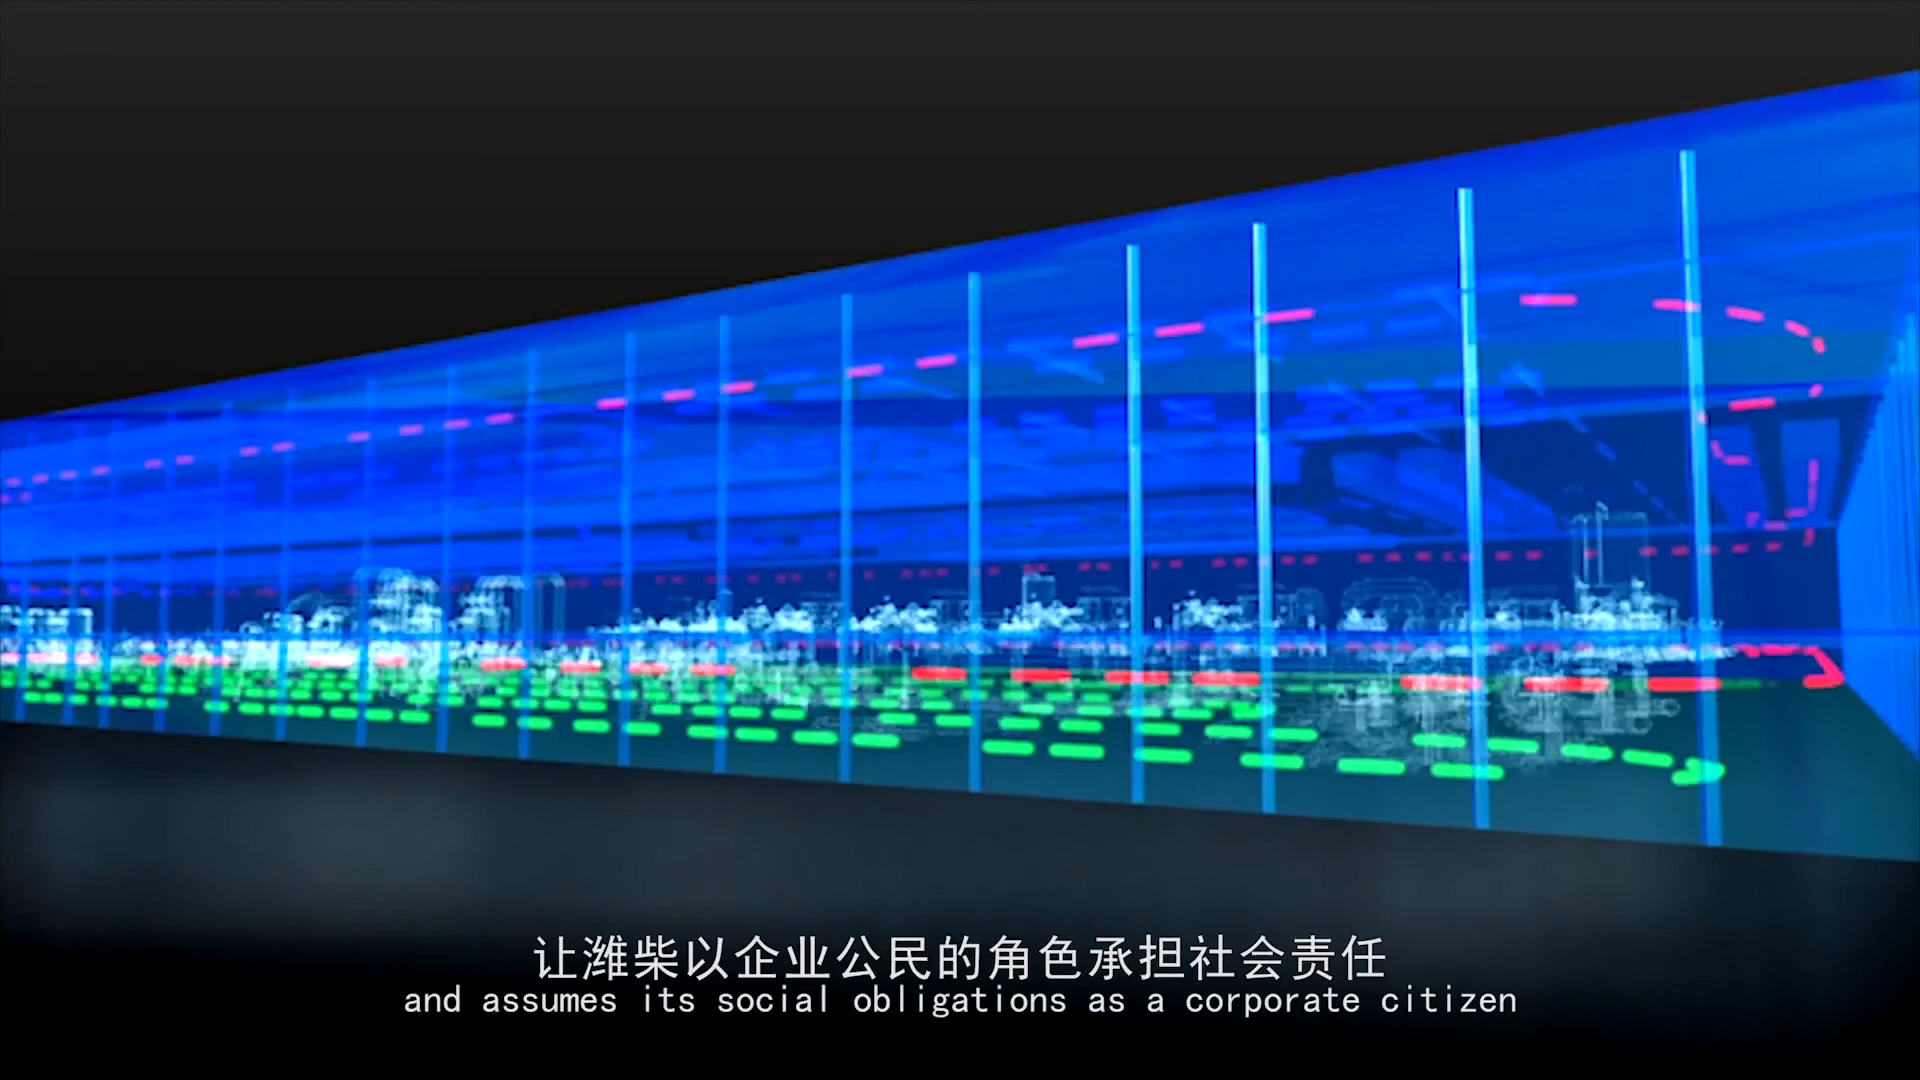 让潍柴以企业公民的角色承担社会责任
and assumes its social obligations as a corporate citizen